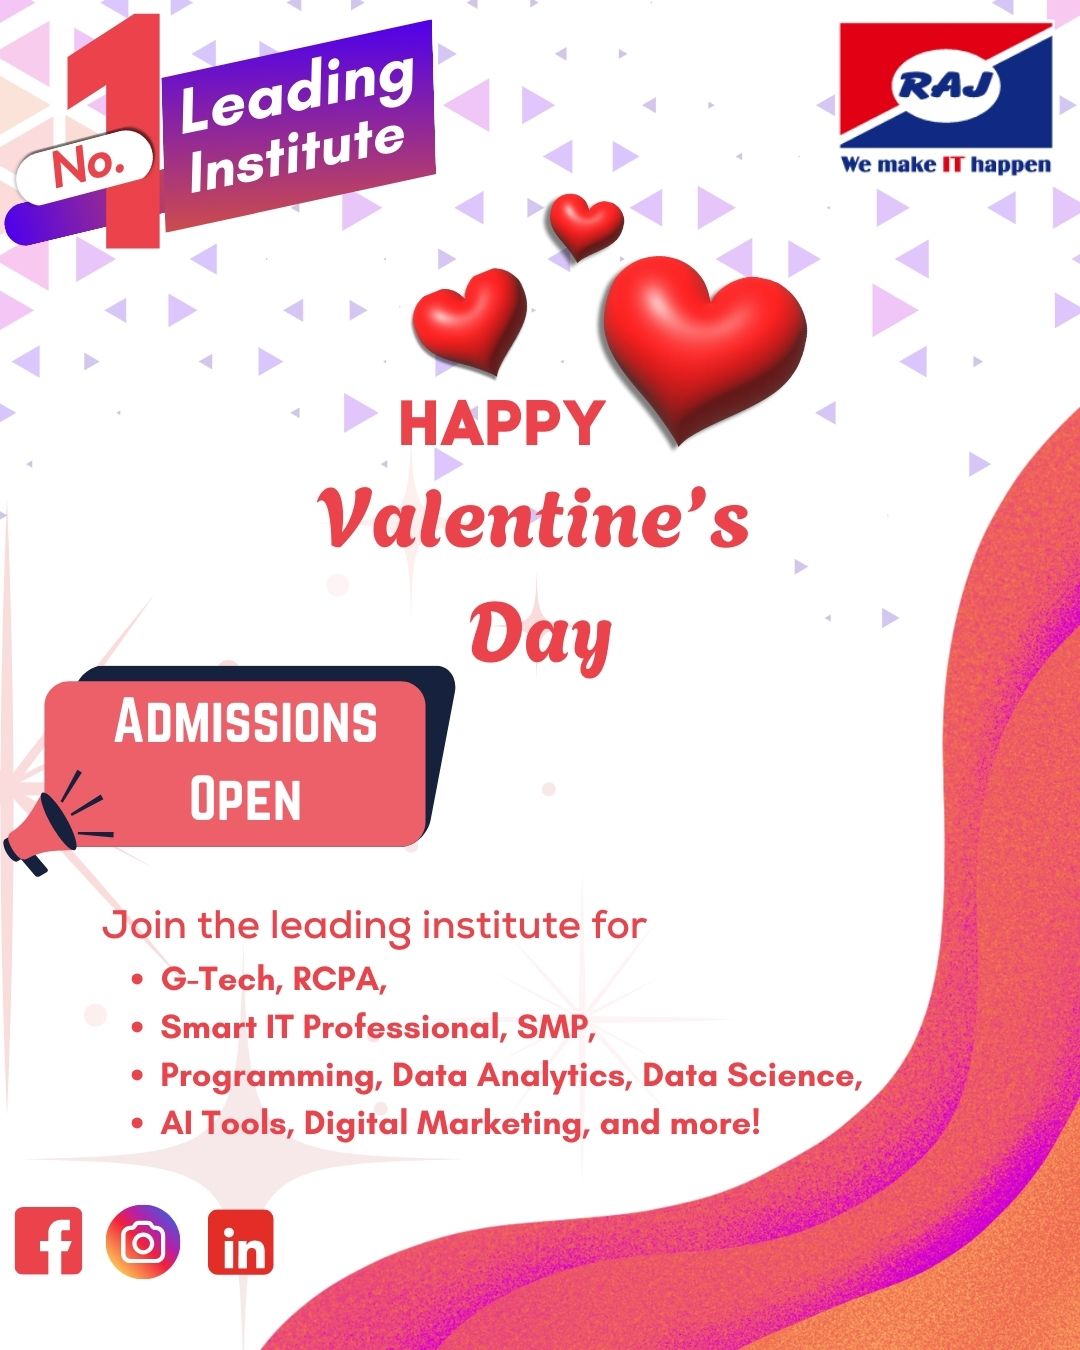 No. 1
Leading
Institute
RAJ
We make IT happen
HAPPY
Valentine's
Day
Admissions
Open
Join the leading institute for
• G-Tech, RCPA,
• Smart IT Professional, SMP,
• Programming, Data Analytics, Data Science,
• AI Tools, Digital Marketing, and more!
f
in